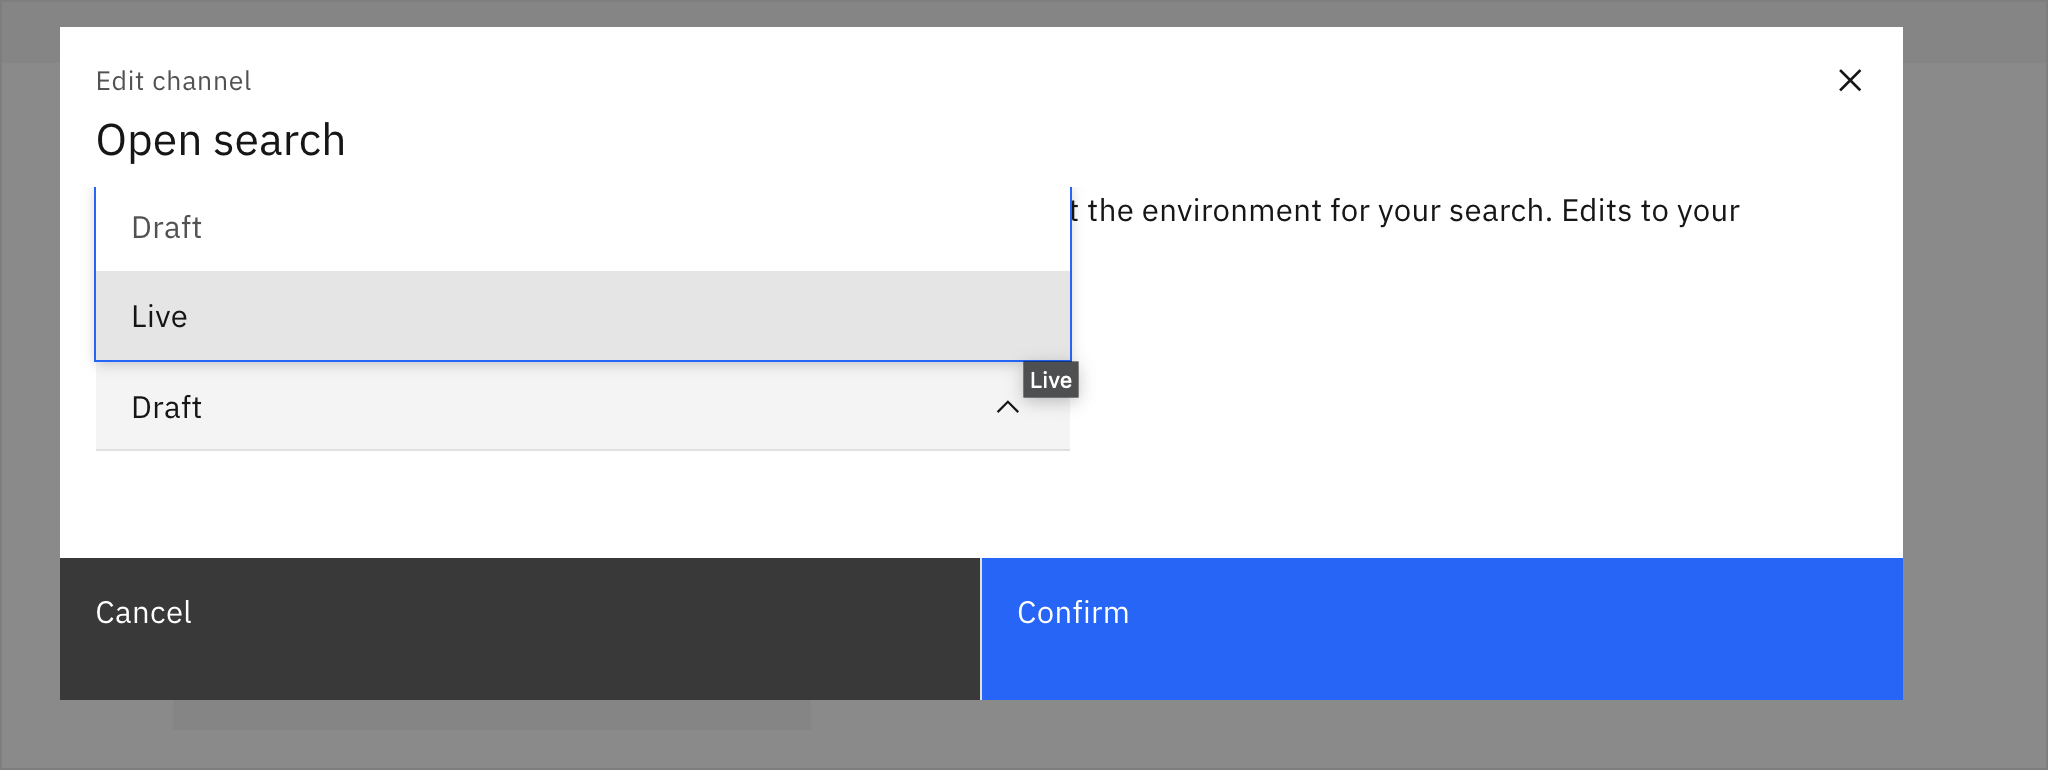 Edit channel
Open search
the environment for your search. Edits to your
Draft
Live
Live
Draft
Cancel
Confirm